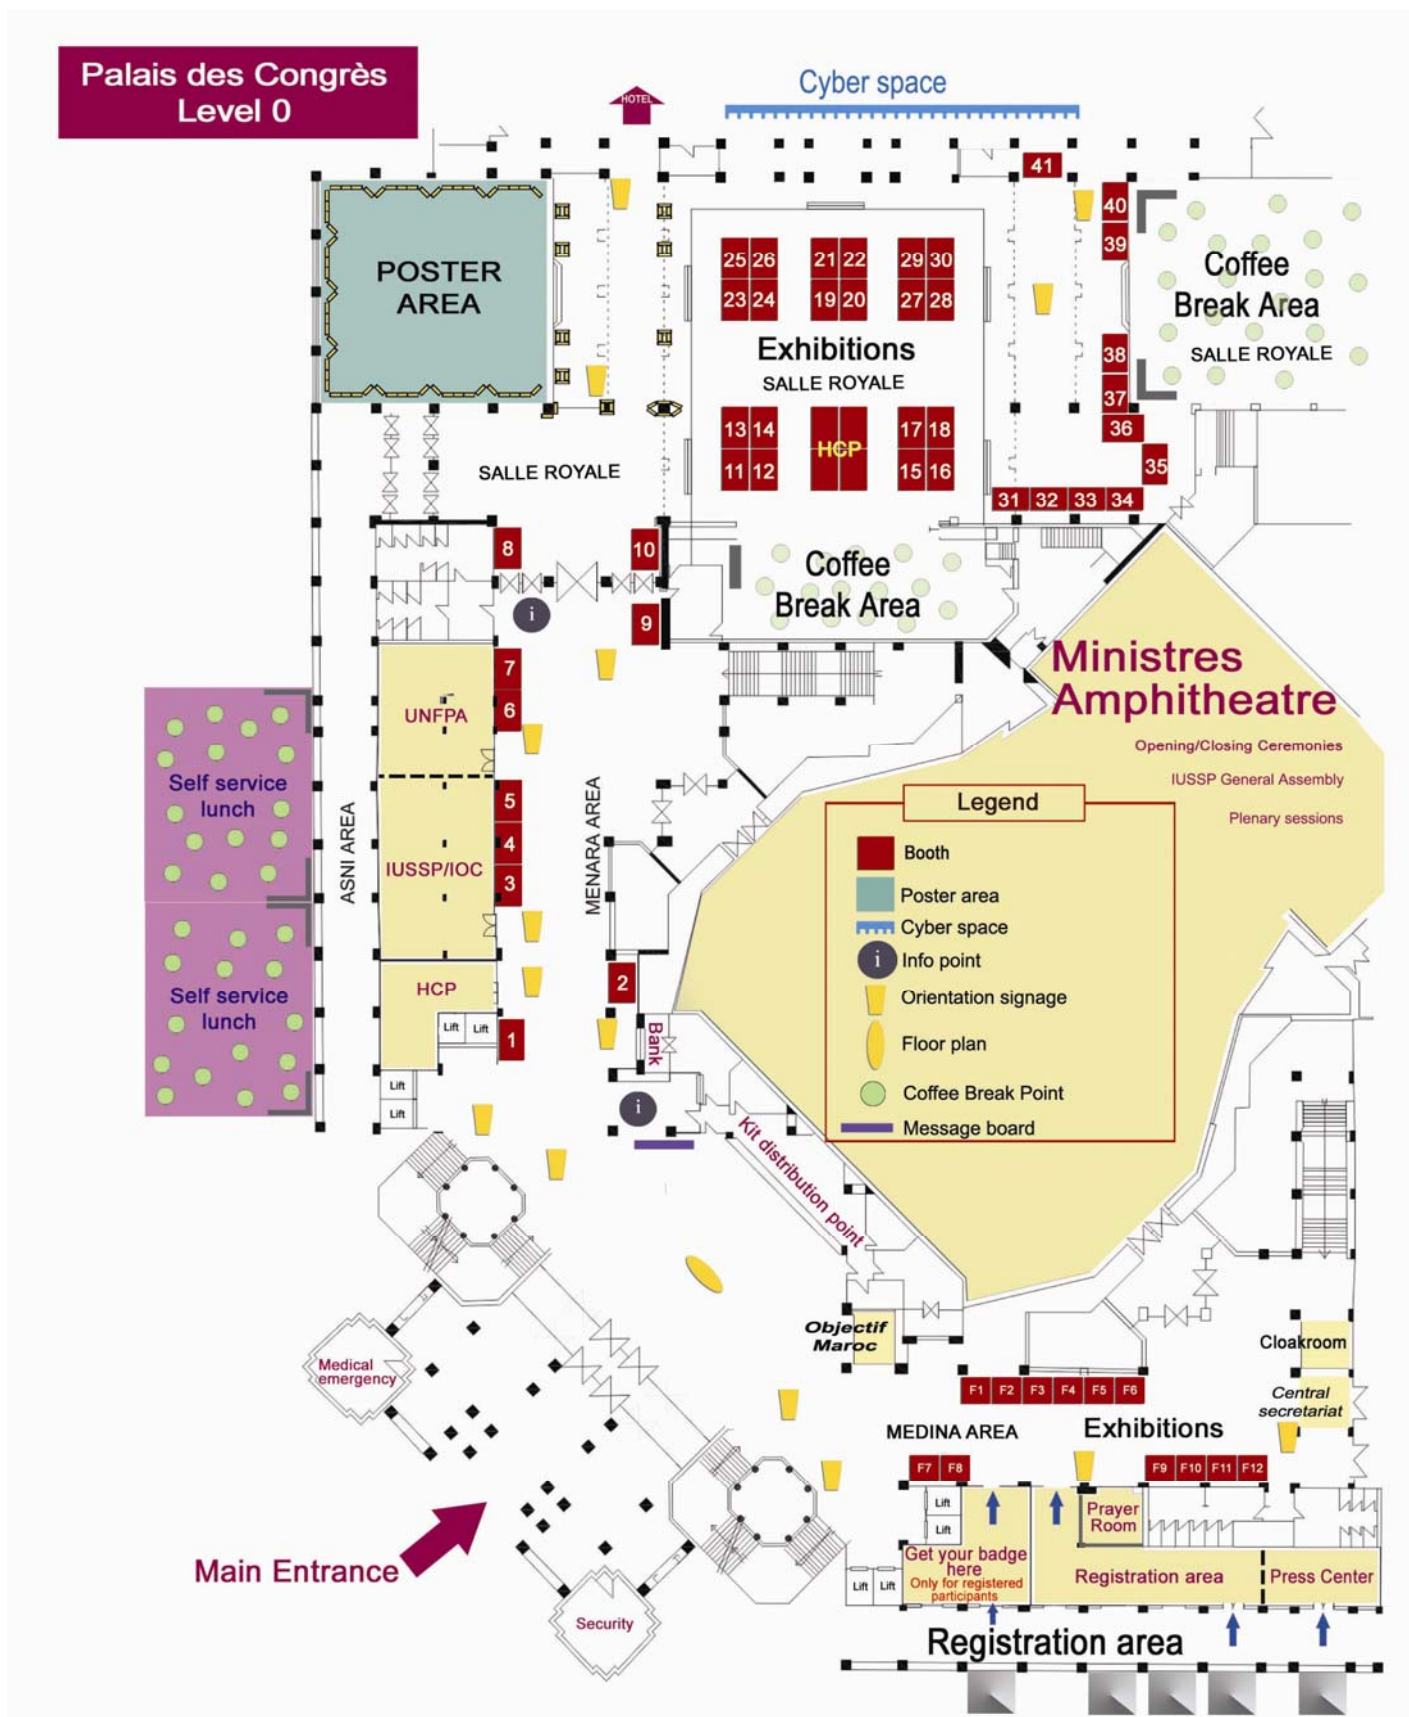 Palais des Congrès
Level 0
HOTEL
Cyber space
41
40
39
POSTER
AREA
25 26
21 22
29 30
23 24
19 20
27 28
Exhibitions
SALLE ROYALE
Coffee
Break Area
SALLE ROYALE
38
37
36
35
13 14
HCP
17 18
11 12
15 16
31 32 33 34
SALLE ROYALE
8
10
i
9
Coffee
Break Area
7
6
UNFPA
Ministres
Amphitheatre
Opening/Closing Ceremonies
IUSSP General Assembly
Plenary sessions
Self service
lunch
ASNI AREA
5
4
3
IUSSP/IOC
MENARA AREA
Legend
Booth
Poster area
Cyber space
i Info point
Orientation signage
Floor plan
Coffee Break Point
Message board
Self service
lunch
HCP
2
Lift Lift
1
Bank
Lift
Lift
i
Kit distribution point
Objectif
Maroc
Cloakroom
Central
secretariat
Medical
emergency
F1 F2 F3 F4 F5 F6
MEDINA AREA
Exhibitions
F7 F8
F9 F10 F11 F12
Lift
Lift
Prayer
Room
Main Entrance
Get your badge
here
Only for registered
participants
Lift Lift
Registration area
Press Center
Security
Registration area